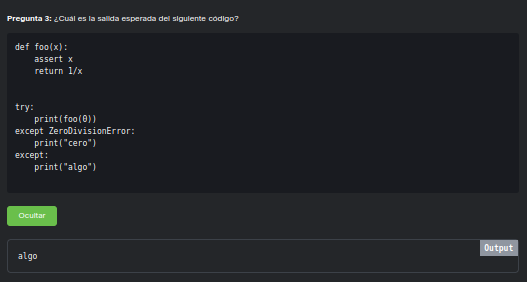 Pregunta 3: ¿Cuál es la salida esperada del siguiente código?
def foo(x):
    assert x
    return 1/x
try:
    print(foo(0))
except ZeroDivisionError:
    print("cero")
except:
    print("algo")
Ocultar
Output
algo